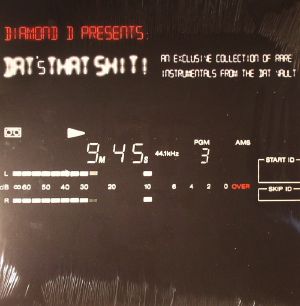 DIAMOND D PRESENTS:
DAT'S THAT SHIT!
AN EXCLUSIVE COLLECTION OF RARE
INSTRUMENTALS FROM THE DAT VAULT
9M 45S 44.1kHz PGM 3 AMS
START ID
L
dB ∞ 60 50 40 30 20 10 6 4 2 0 OVER
SKIP ID
R